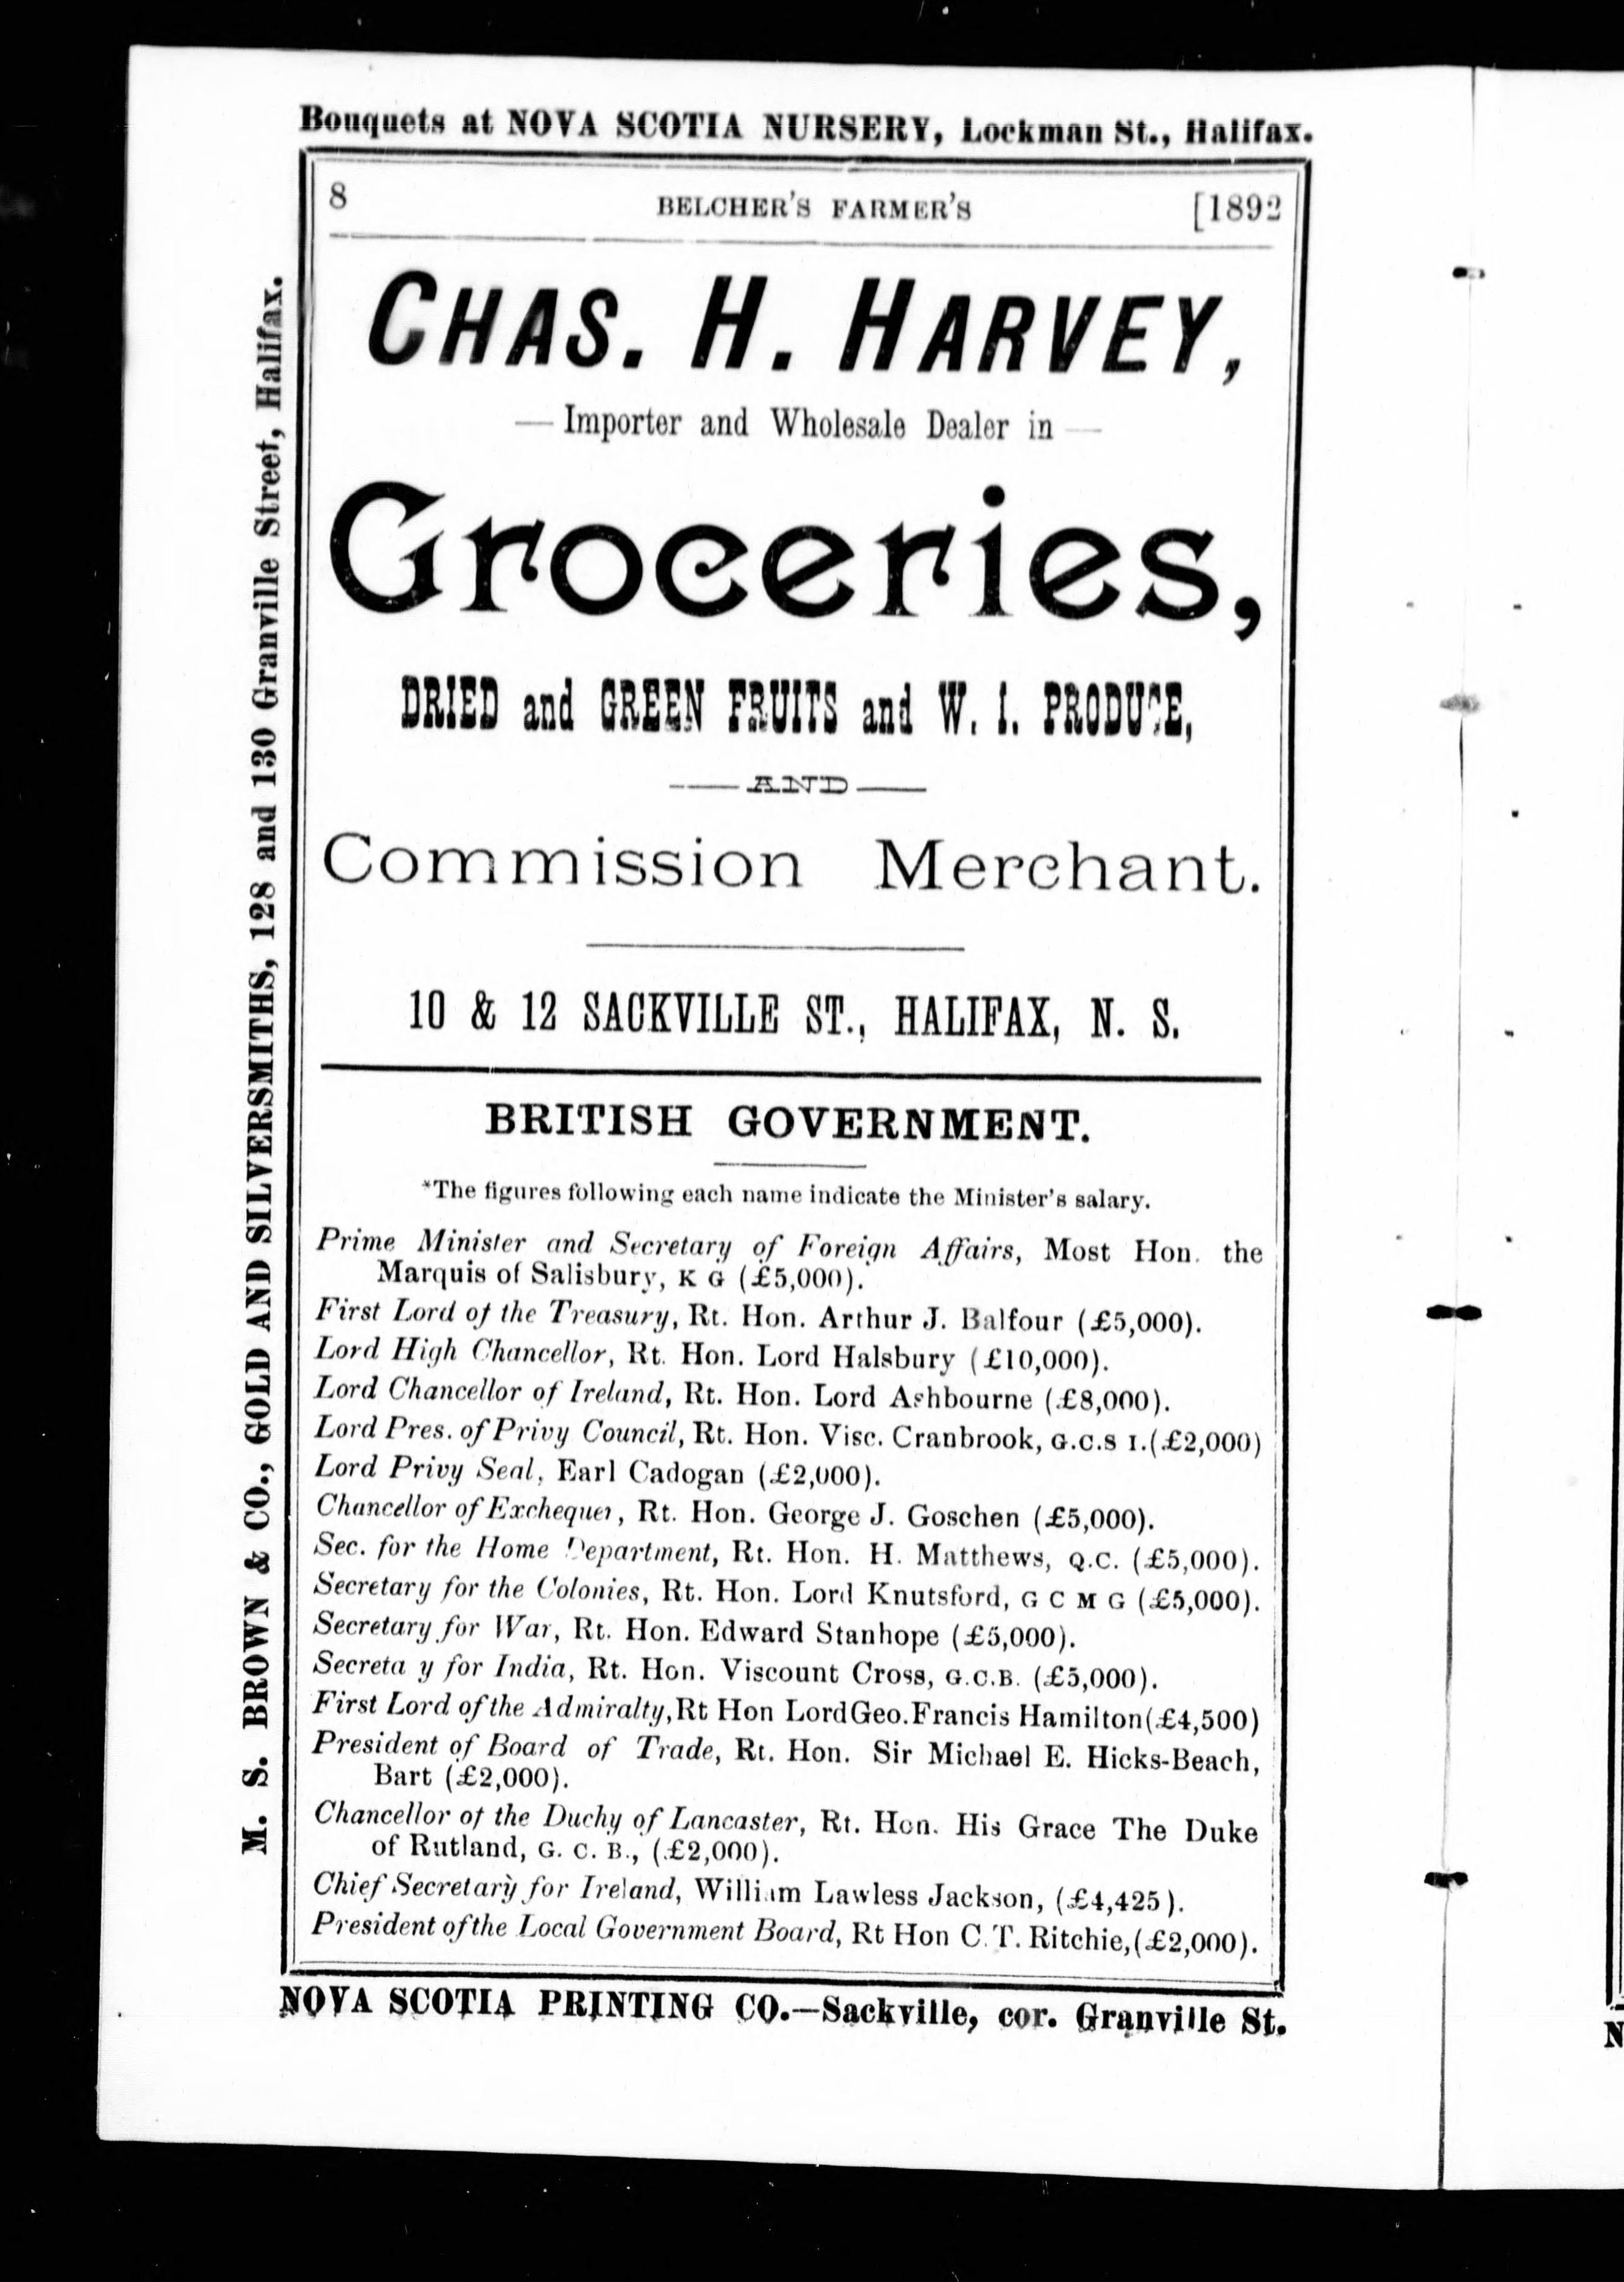 Bouquets at NOVA SCOTIA NURSERY, Lockman St., Halifax.
8 BELCHER'S FARMER'S [1892
CHAS. H. HARVEY,
— Importer and Wholesale Dealer in —
Groceries,
DRIED and GREEN FRUITS and W. I. PRODUCE,
—— AND ——
Commission Merchant.
10 & 12 SACKVILLE ST., HALIFAX, N. S.
BRITISH GOVERNMENT.
*The figures following each name indicate the Minister's salary.
Prime Minister and Secretary of Foreign Affairs, Most Hon. the
Marquis of Salisbury, K G (£5,000).
First Lord of the Treasury, Rt. Hon. Arthur J. Balfour (£5,000).
Lord High Chancellor, Rt. Hon. Lord Halsbury (£10,000).
Lord Chancellor of Ireland, Rt. Hon. Lord Ashbourne (£8,000).
Lord Pres. of Privy Council, Rt. Hon. Visc. Cranbrook, G.C.S I.(£2,000)
Lord Privy Seal, Earl Cadogan (£2,000).
Chancellor of Exchequer, Rt. Hon. George J. Goschen (£5,000).
Sec. for the Home Department, Rt. Hon. H. Matthews, Q.C. (£5,000).
Secretary for the Colonies, Rt. Hon. Lord Knutsford, G C M G (£5,000).
Secretary for War, Rt. Hon. Edward Stanhope (£5,000).
Secreta y for India, Rt. Hon. Viscount Cross, G.C.B. (£5,000).
First Lord of the Admiralty, Rt Hon Lord Geo. Francis Hamilton (£4,500)
President of Board of Trade, Rt. Hon. Sir Michael E. Hicks-Beach,
Bart (£2,000).
Chancellor of the Duchy of Lancaster, Rt. Hon. His Grace The Duke
of Rutland, G. C. B., (£2,000).
Chief Secretary for Ireland, William Lawless Jackson, (£4,425).
President of the Local Government Board, Rt Hon C. T. Ritchie, (£2,000).
NOVA SCOTIA PRINTING CO.—Sackville, cor. Granville St.
M. S. BROWN & CO., GOLD AND SILVERSMITHS, 128 and 130 Granville Street, Halifax.
N